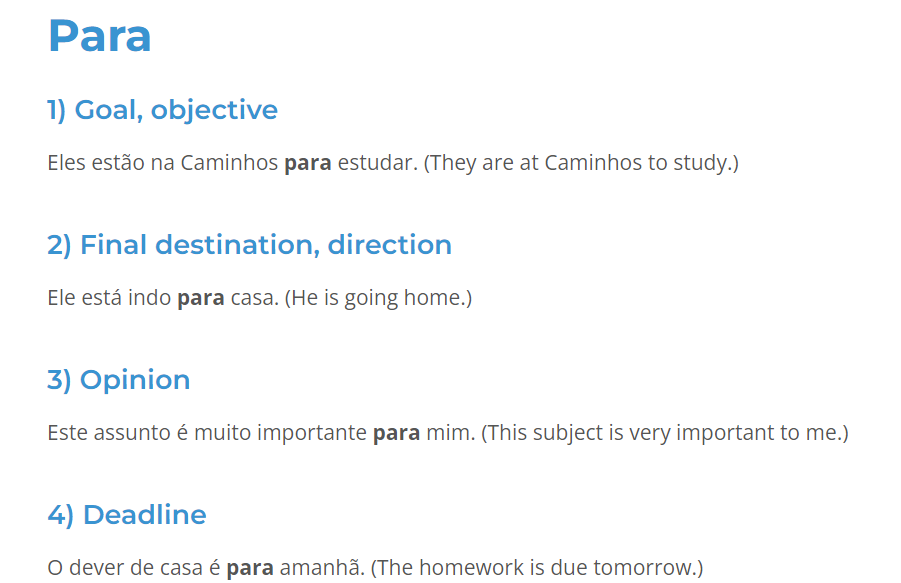 Para
1) Goal, objective
Eles estão na Caminhos para estudar. (They are at Caminhos to study.)
2) Final destination, direction
Ele está indo para casa. (He is going home.)
3) Opinion
Este assunto é muito importante para mim. (This subject is very important to me.)
4) Deadline
O dever de casa é para amanhã. (The homework is due tomorrow.)